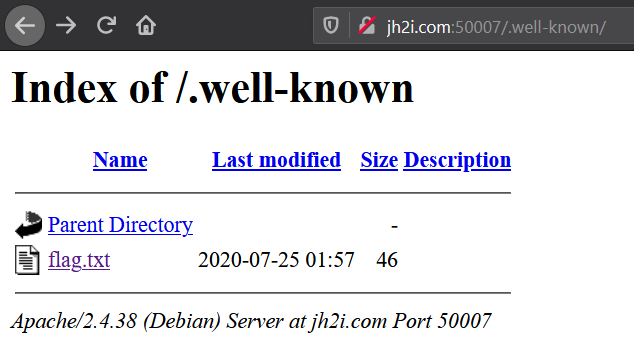 jh2i.com:50007/.well-known/
Index of /.well-known
Name Last modified Size Description
Parent Directory -
flag.txt 2020-07-25 01:57 46
Apache/2.4.38 (Debian) Server at jh2i.com Port 50007